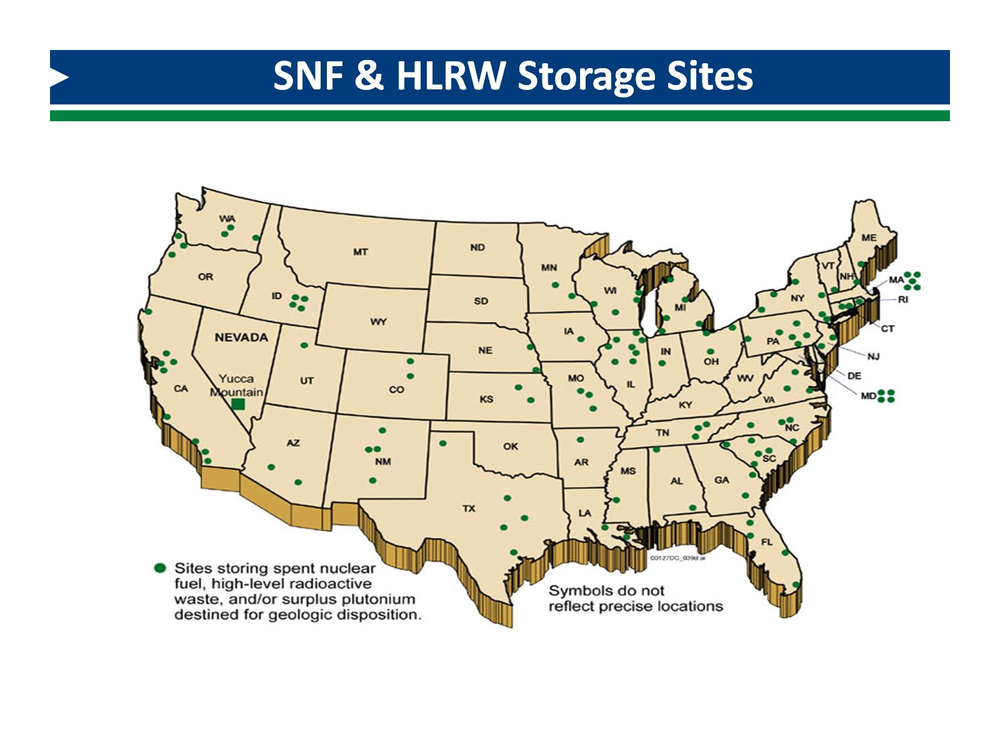 SNF & HLRW Storage Sites
WA
ME
MT
ND
VT
MN
OR
NH
MA
WI
ID
NY
RI
SD
MI
WY
CT
IA
NEVADA
PA
NE
IN
NJ
OH
UT
DE
Yucca
MO
WV
IL
CA
Mountain
CO
MD
KS
VA
KY
NC
TN
AZ
OK
SC
NM
AR
MS
AL
GA
TX
LA
FL
00127DC_039d.ai
Sites storing spent nuclear
fuel, high-level radioactive
waste, and/or surplus plutonium
destined for geologic disposition.
Symbols do not
reflect precise locations